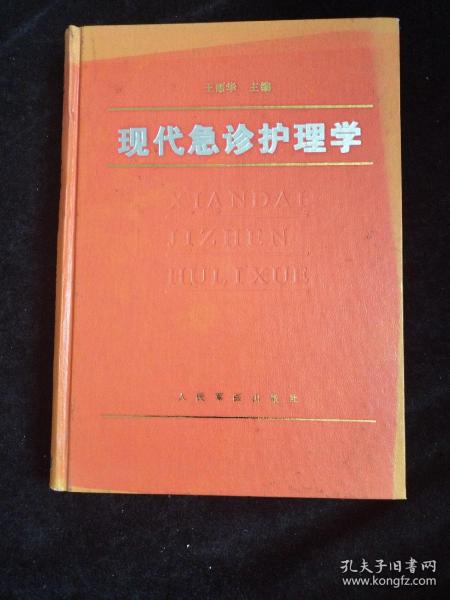 王丽华 主编
现代急诊护理学
XIANDAI
JIZHEN
HULIXUE
人民军医出版社
孔夫子旧书网
www.kongfz.com